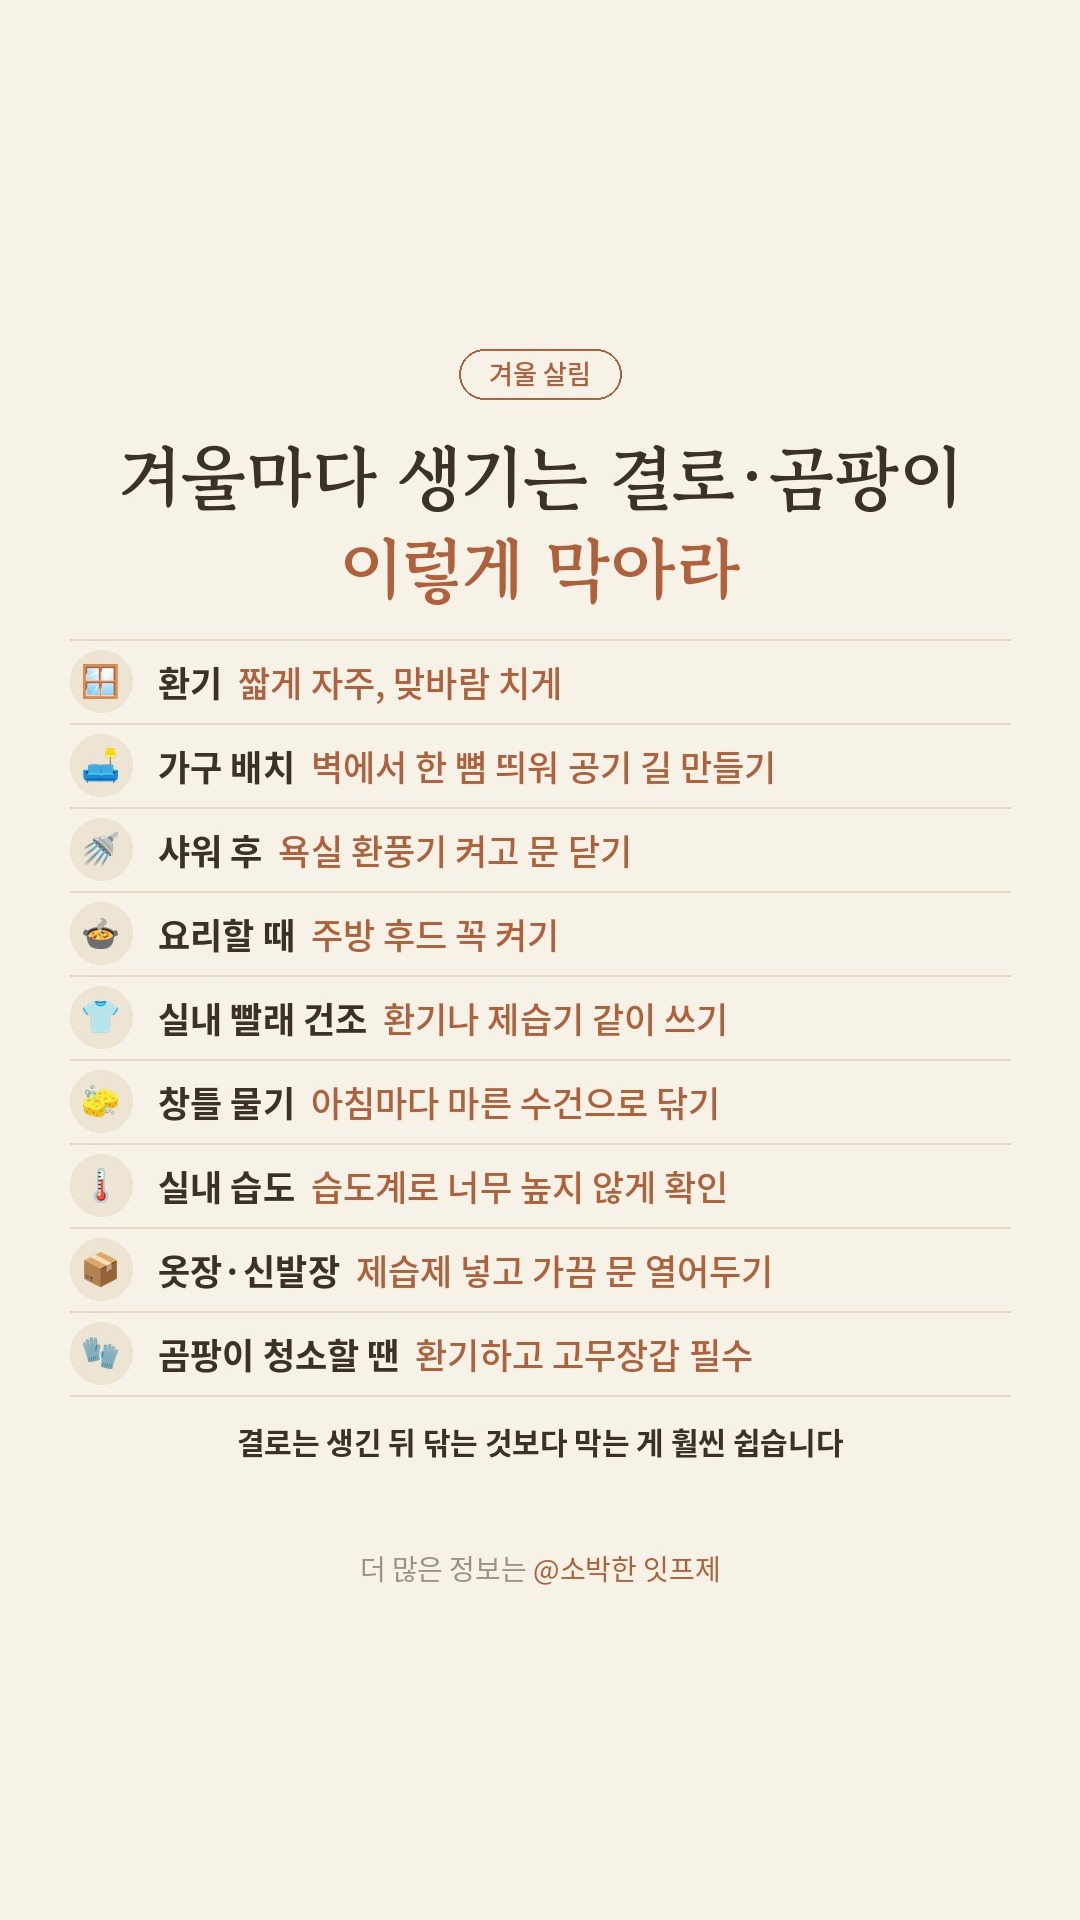 겨울 살림
겨울마다 생기는 결로·곰팡이
이렇게 막아라
환기 짧게 자주, 맞바람 치게
가구 배치 벽에서 한 뼘 띄워 공기 길 만들기
샤워 후 욕실 환풍기 켜고 문 닫기
요리할 때 주방 후드 꼭 켜기
실내 빨래 건조 환기나 제습기 같이 쓰기
창틀 물기 아침마다 마른 수건으로 닦기
실내 습도 습도계로 너무 높지 않게 확인
옷장·신발장 제습제 넣고 가끔 문 열어두기
곰팡이 청소할 땐 환기하고 고무장갑 필수
결로는 생긴 뒤 닦는 것보다 막는 게 훨씬 쉽습니다
더 많은 정보는 @소박한 잇프제